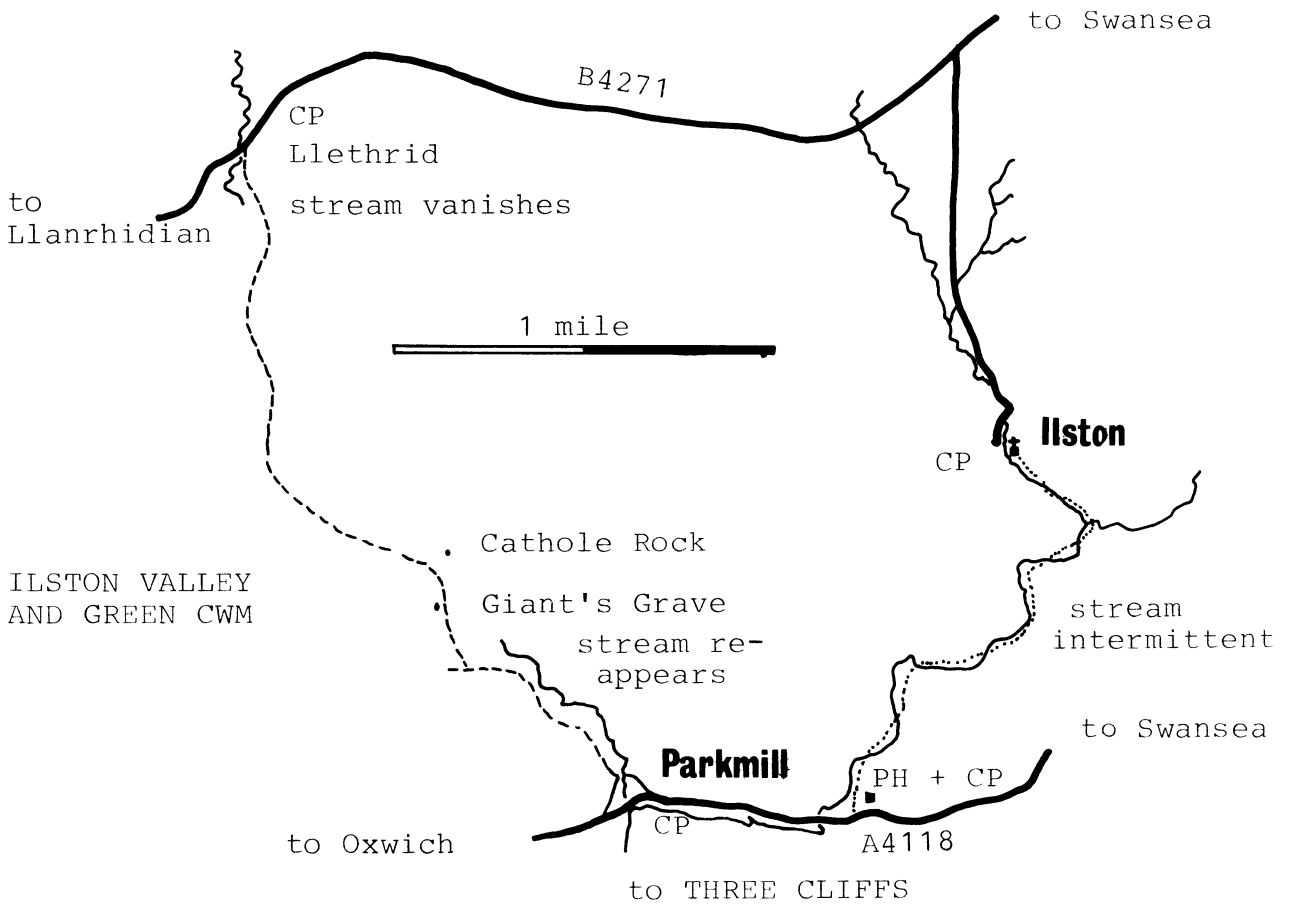 to Swansea
B4271
CP
Llethrid
stream vanishes
to
Llanrhidian
1 mile
Ilston
CP
Cathole Rock
ILSTON VALLEY
AND GREEN CWM
Giant's Grave
stream re-
appears
stream
intermittent
to Swansea
Parkmill
PH + CP
CP
A4118
to Oxwich
to THREE CLIFFS